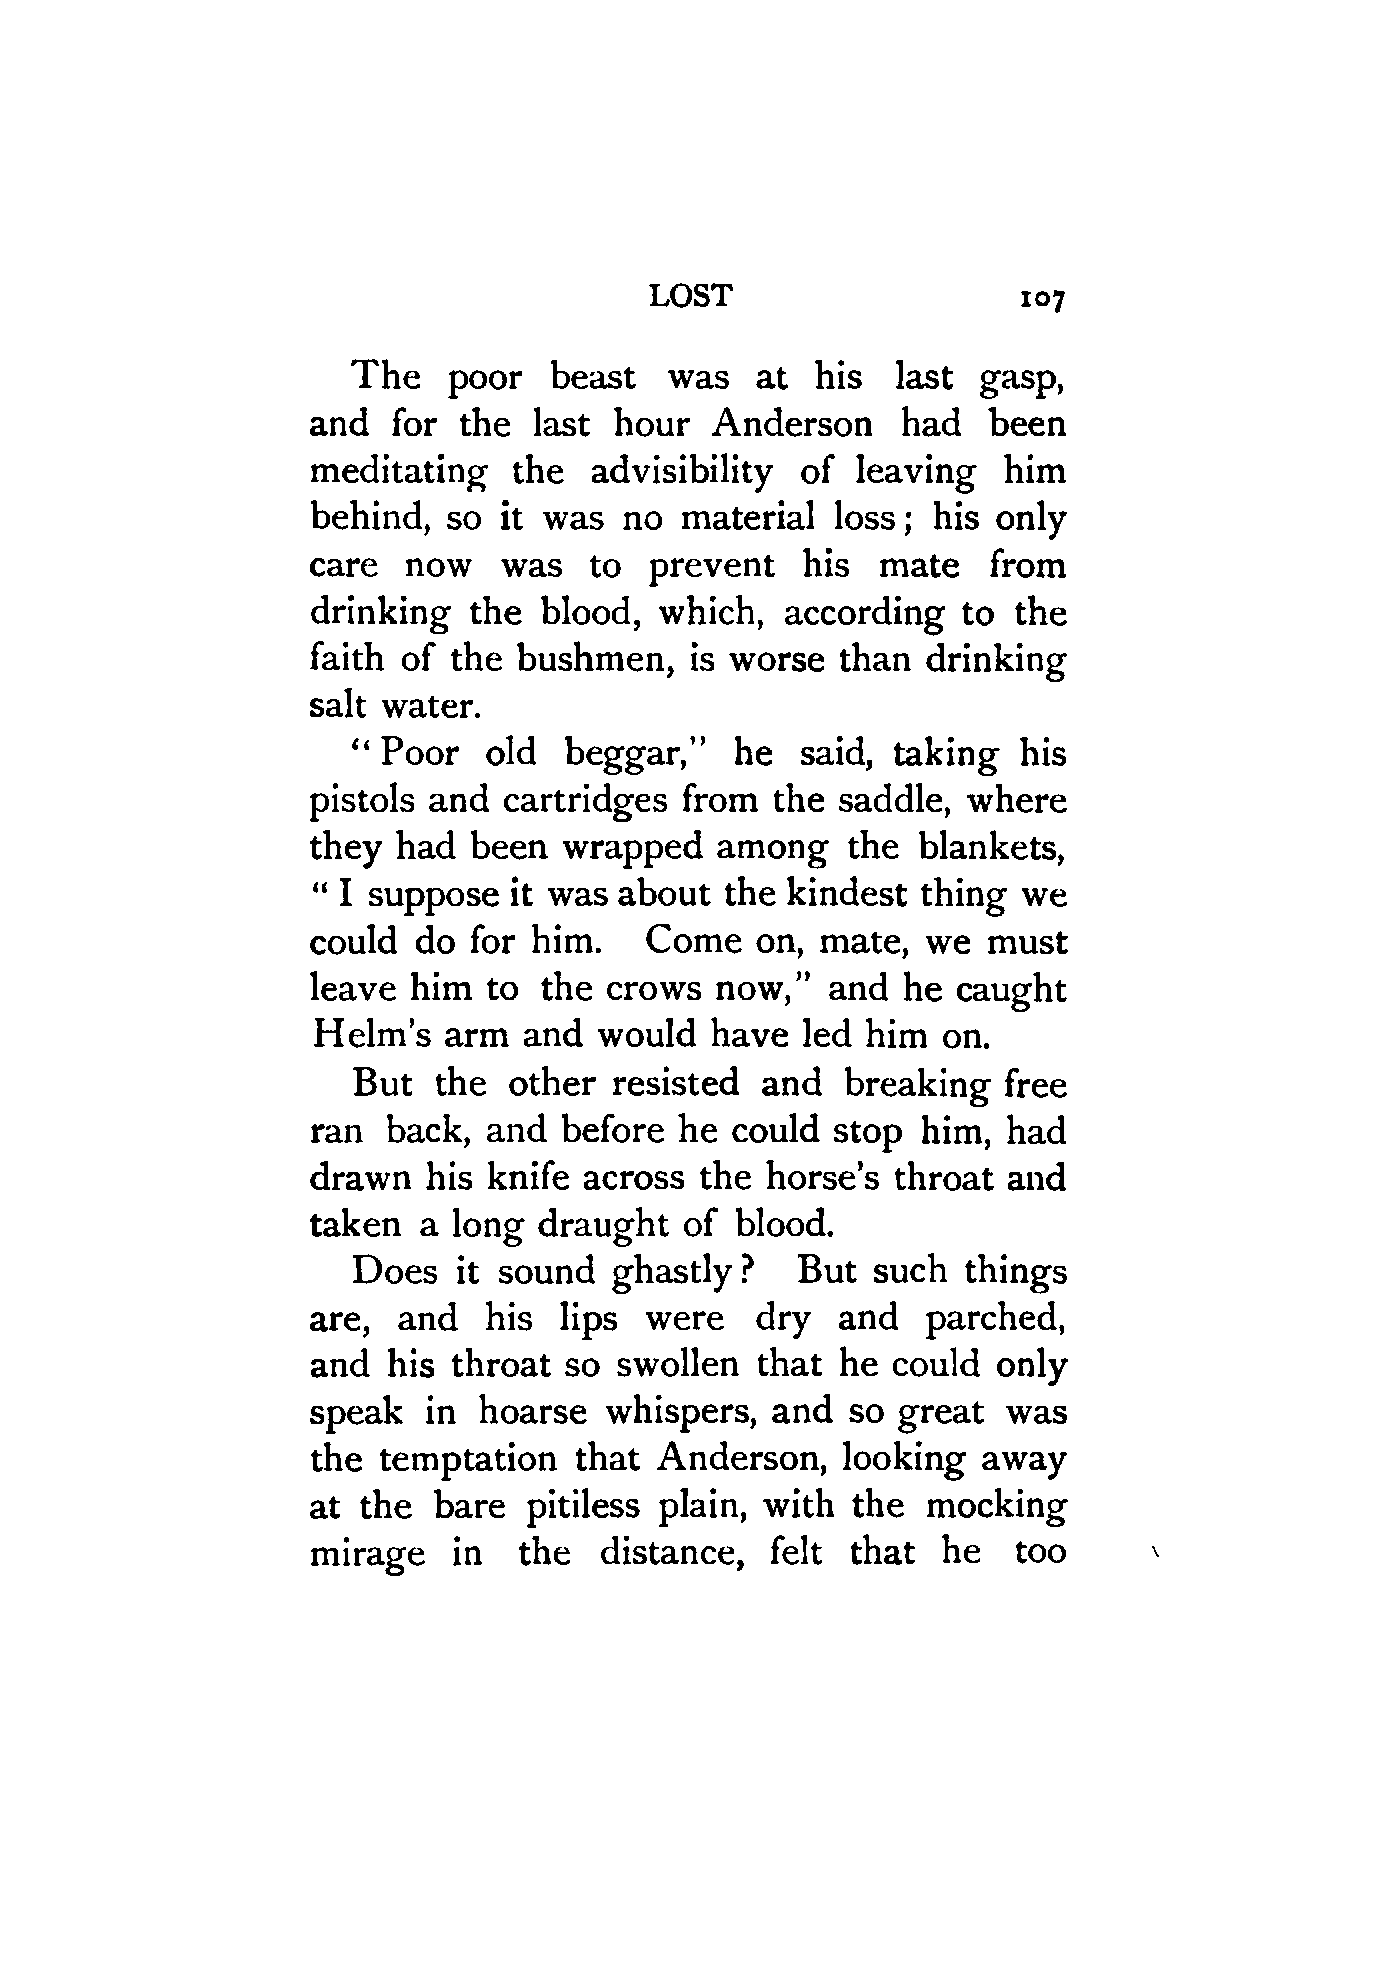 LOST 107
The poor beast was at his last gasp,
and for the last hour Anderson had been
meditating the advisibility of leaving him
behind, so it was no material loss; his only
care now was to prevent his mate from
drinking the blood, which, according to the
faith of the bushmen, is worse than drinking
salt water.
"Poor old beggar," he said, taking his
pistols and cartridges from the saddle, where
they had been wrapped among the blankets,
"I suppose it was about the kindest thing we
could do for him. Come on, mate, we must
leave him to the crows now," and he caught
Helm's arm and would have led him on.
But the other resisted and breaking free
ran back, and before he could stop him, had
drawn his knife across the horse's throat and
taken a long draught of blood.
Does it sound ghastly? But such things
are, and his lips were dry and parched,
and his throat so swollen that he could only
speak in hoarse whispers, and so great was
the temptation that Anderson, looking away
at the bare pitiless plain, with the mocking
mirage in the distance, felt that he too